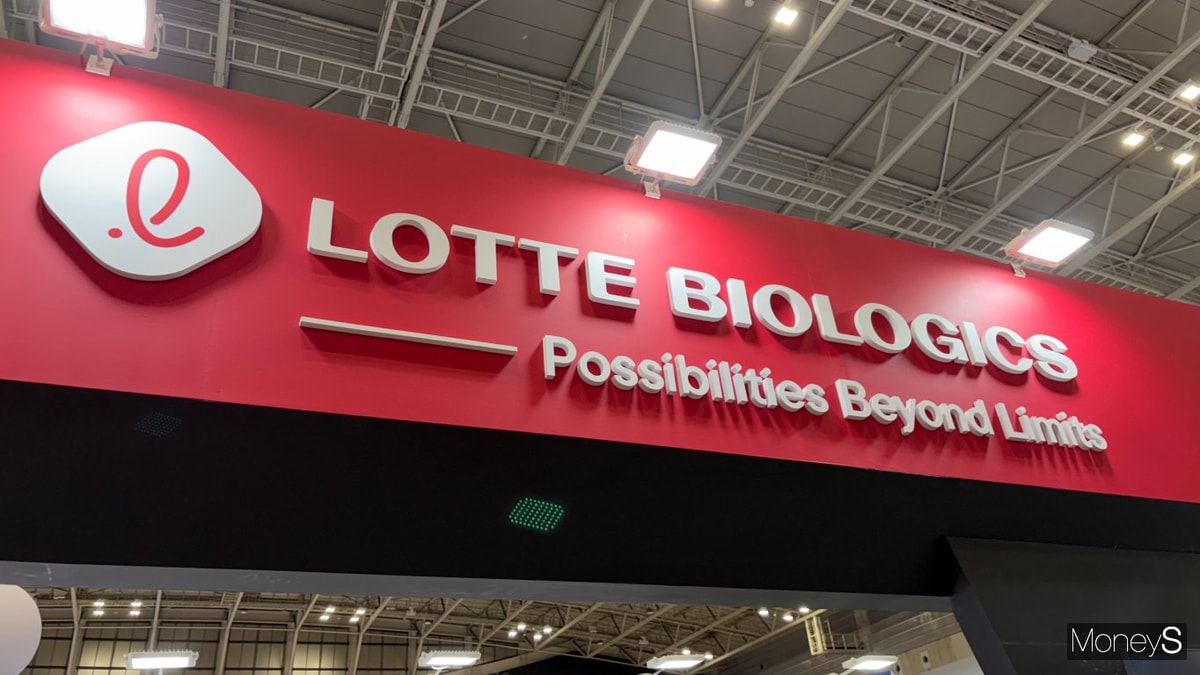 LOTTE BIOLOGICS
Possibilities Beyond Limits
MoneyS